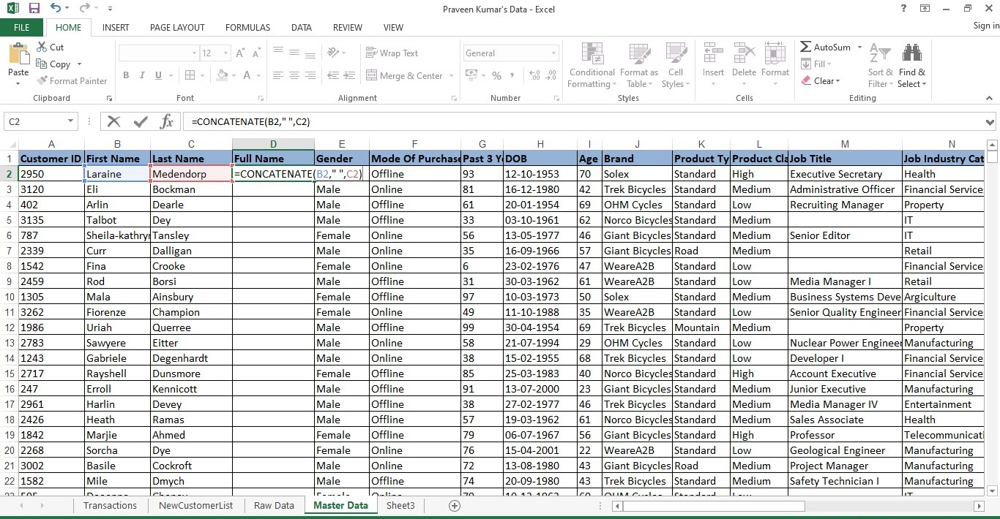 Praveen Kumar's Data - Excel
?
FILE HOME INSERT PAGE LAYOUT FORMULAS DATA REVIEW VIEW Sign in
Cut
Copy
Format Painter
Paste
Clipboard
12 A A
B I U A
Font
Wrap Text
Merge & Center
Alignment
General
% ,
Number
Conditional Formatting
Format as Table
Cell Styles
Styles
Insert Delete Format
Cells
AutoSum
Fill
Clear
Sort & Filter
Find & Select
Editing
C2 fx =CONCATENATE(B2," ",C2)
A B C D E F G H I J K L M N
1 Customer ID First Name Last Name Full Name Gender Mode Of Purchase Past 3 Y DOB Age Brand Product Ty Product Cla Job Title Job Industry Cat
2 2950 Laraine Medendorp =CONCATENATE(B2," ",C2) Offline 93 12-10-1953 70 Solex Standard High Executive Secretary Health
3 3120 Eli Bockman Male Online 81 16-12-1980 42 Trek Bicycles Standard Medium Administrative Officer Financial Service
4 402 Arlin Dearle Male Offline 61 20-01-1954 69 OHM Cycles Standard Low Recruiting Manager Property
5 3135 Talbot Dey Male Offline 33 03-10-1961 62 Norco Bicycles Standard Medium IT
6 787 Sheila-kathryn Tansley Female Online 56 13-05-1977 46 Giant Bicycles Standard Medium Senior Editor IT
7 2339 Curr Dalligan Male Online 35 16-09-1966 57 Giant Bicycles Road Medium Retail
8 1542 Fina Crooke Female Online 6 23-02-1976 47 WeareA2B Standard Low Financial Service
9 2459 Rod Borsi Male Offline 31 30-03-1962 61 WeareA2B Standard Low Media Manager I Retail
10 1305 Mala Ainsbury Female Offline 97 10-03-1973 50 Solex Standard Medium Business Systems Deve Argiculture
11 3262 Fiorenze Champion Female Online 49 11-10-1988 35 WeareA2B Standard Low Senior Quality Engineer Financial Service
12 1986 Uriah Querree Male Offline 99 30-04-1954 69 Trek Bicycles Mountain Medium Property
13 2783 Sawyere Eitter Male Online 58 21-07-1994 29 OHM Cycles Standard Low Nuclear Power Engineer Manufacturing
14 1243 Gabriele Degenhardt Male Online 38 15-02-1955 68 Trek Bicycles Standard Low Developer I Financial Service
15 2717 Rayshell Dunsmore Female Online 85 25-03-1983 40 Norco Bicycles Standard High Account Executive Financial Service
16 247 Erroll Kennicott Male Online 91 13-07-2000 23 Giant Bicycles Standard Medium Junior Executive Manufacturing
17 2961 Harlin Devey Male Offline 38 27-02-1977 46 Trek Bicycles Standard Medium Media Manager IV Entertainment
18 2426 Heath Ramas Male Offline 57 19-03-1962 61 Norco Bicycles Standard Medium Sales Associate Health
19 1842 Marjie Ahmed Female Offline 79 06-07-1967 56 Giant Bicycles Standard High Professor Telecommunicati
20 2268 Sorcha Dye Female Online 76 15-04-2001 22 WeareA2B Standard Low Geological Engineer Manufacturing
21 3002 Basile Cockroft Male Online 72 13-08-1980 43 Giant Bicycles Road Medium Project Manager Manufacturing
22 1582 Mile Dmych Male Offline 74 20-09-1980 43 Trek Bicycles Standard Medium Safety Technician I Manufacturing
Transactions NewCustomerList Raw Data Master Data Sheet3